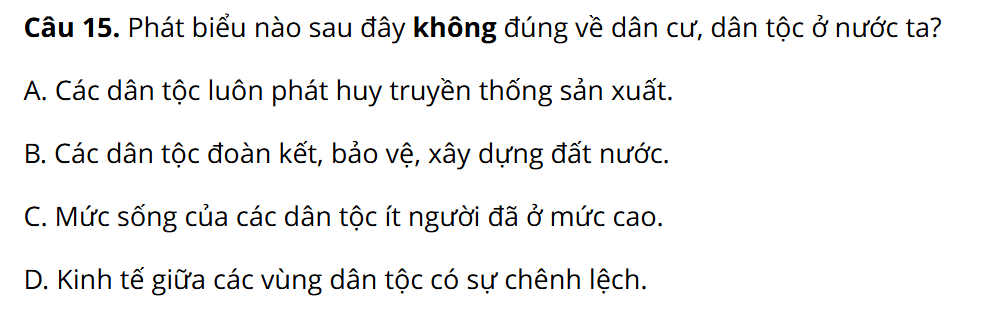 Câu 15. Phát biểu nào sau đây không đúng về dân cư, dân tộc ở nước ta?
A. Các dân tộc luôn phát huy truyền thống sản xuất.
B. Các dân tộc đoàn kết, bảo vệ, xây dựng đất nước.
C. Mức sống của các dân tộc ít người đã ở mức cao.
D. Kinh tế giữa các vùng dân tộc có sự chênh lệch.